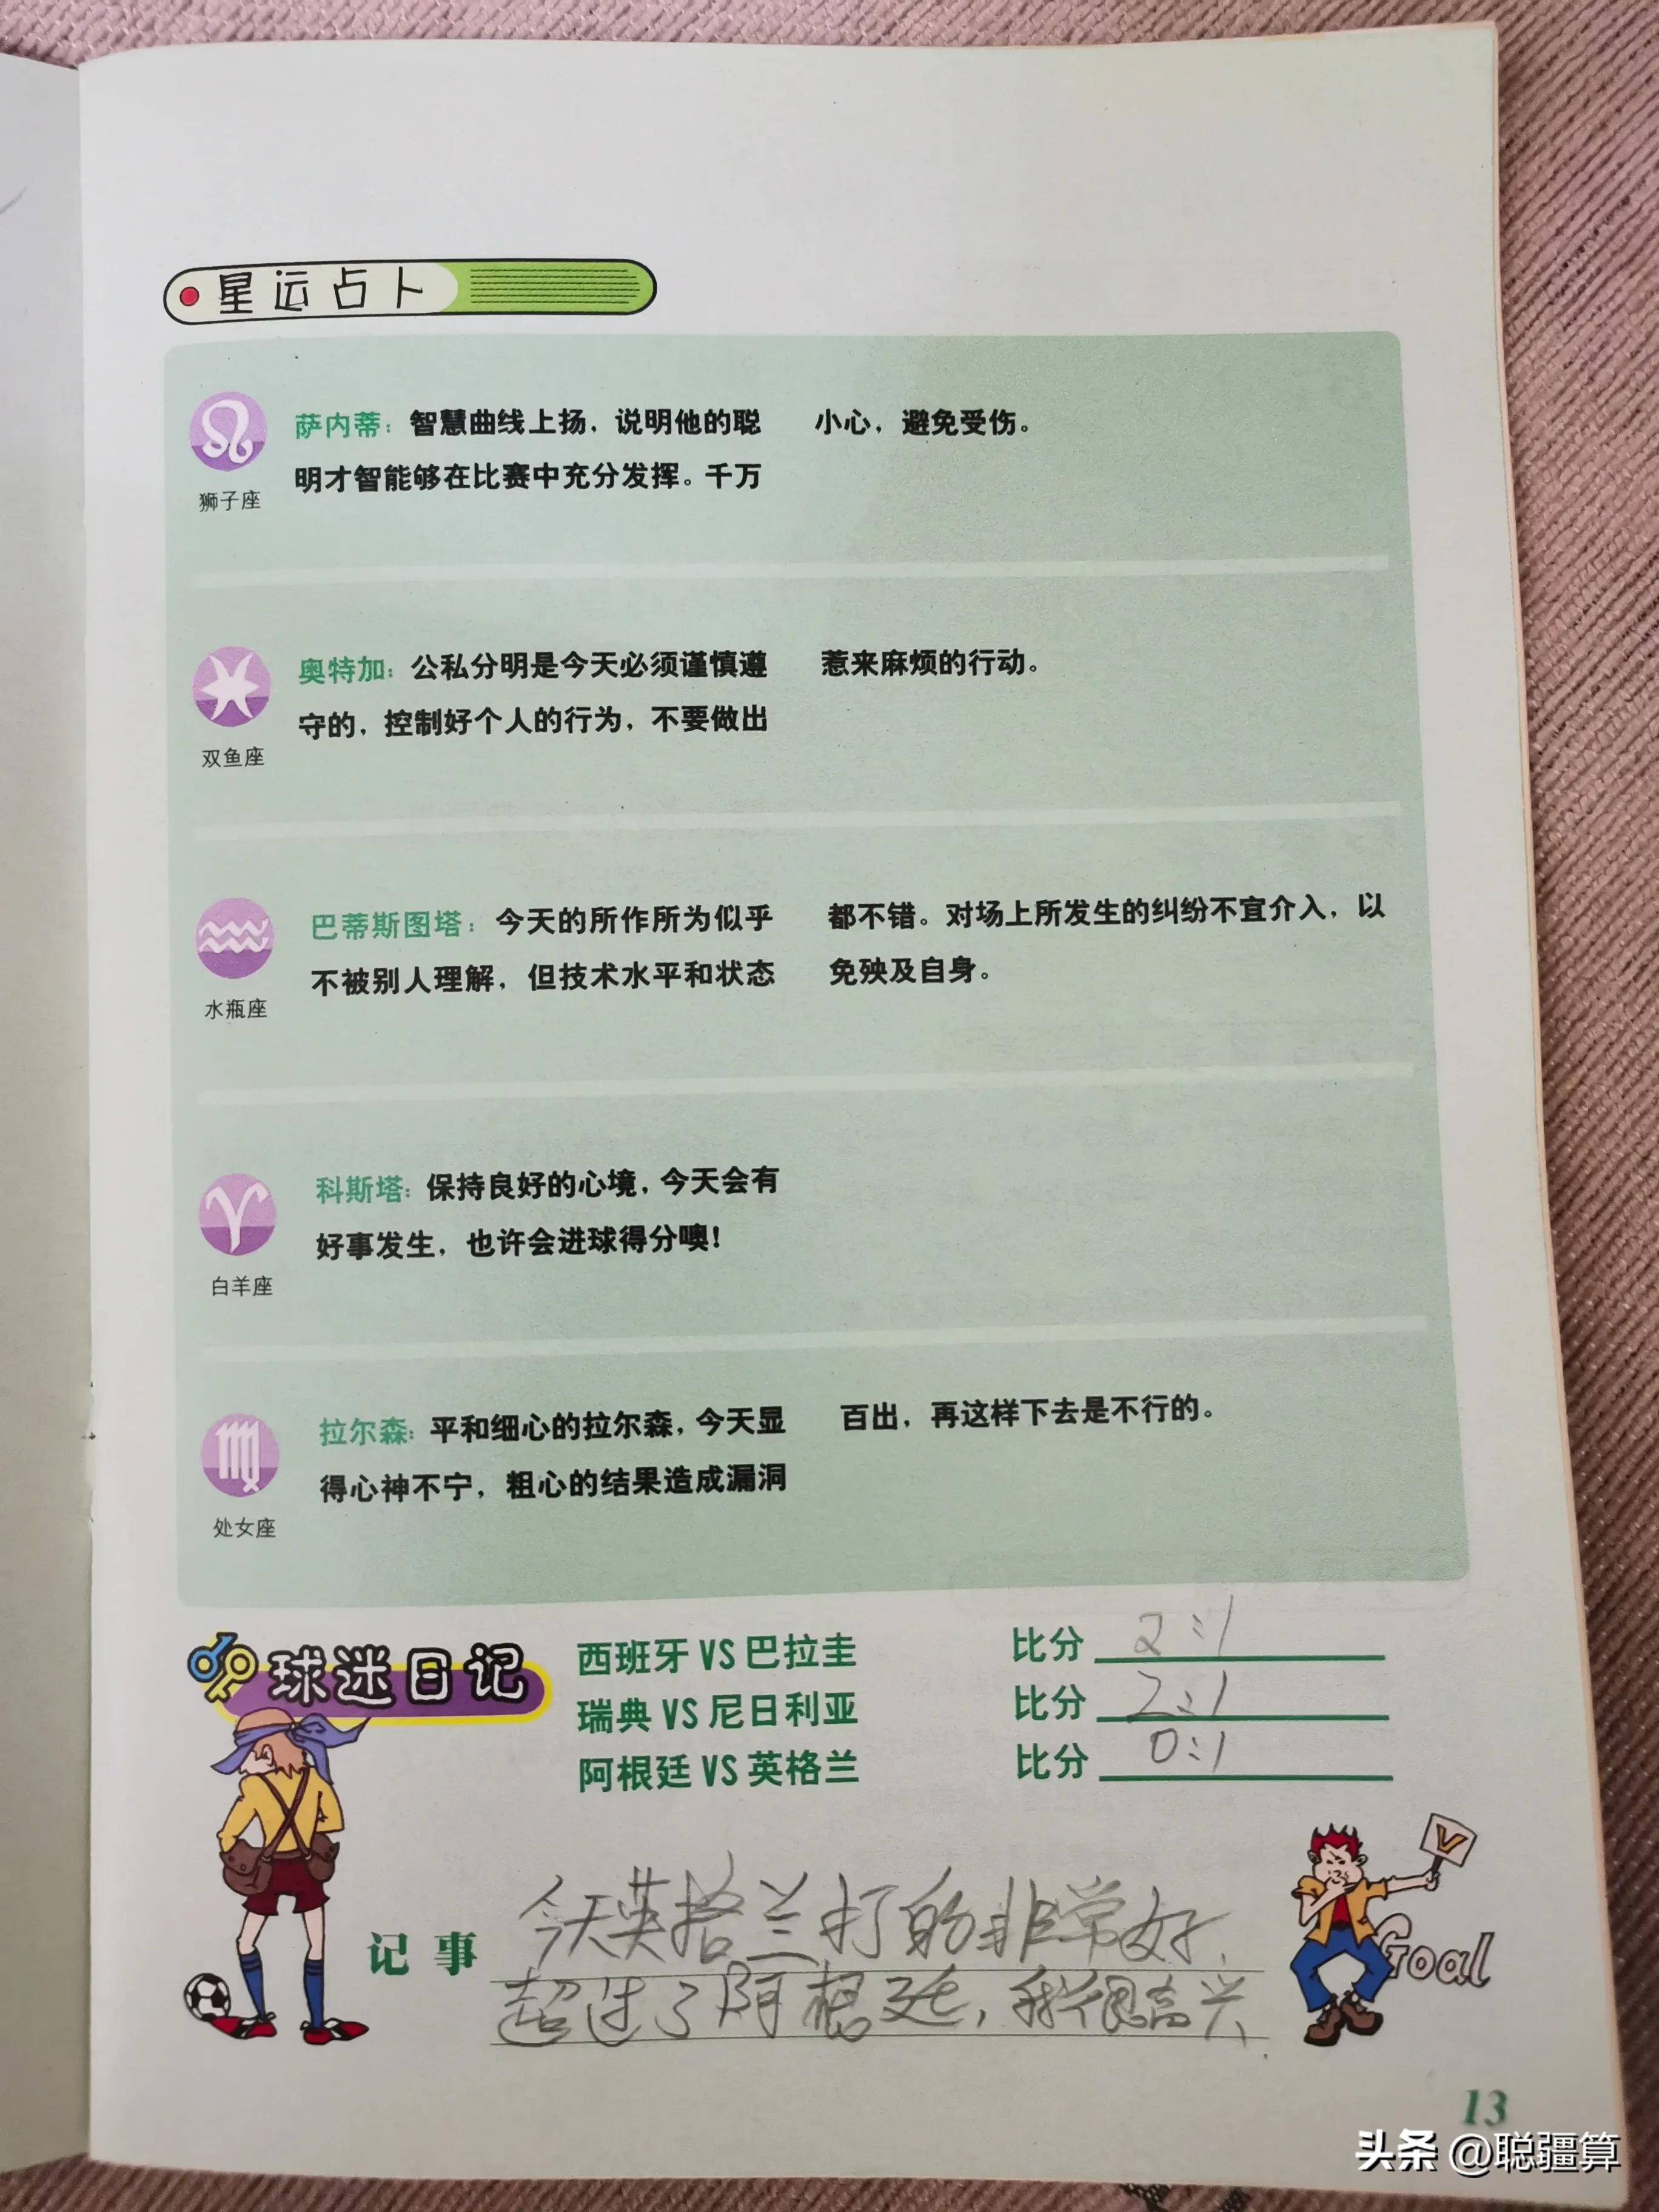 星运占卜
狮子座
萨内蒂：智慧曲线上扬，说明他的聪
明才智能够在比赛中充分发挥。千万
小心，避免受伤。
双鱼座
奥特加：公私分明是今天必须谨慎遵
守的，控制好个人的行为，不要做出
惹来麻烦的行动。
水瓶座
巴蒂斯图塔：今天的所作所为似乎
不被别人理解，但技术水平和状态
都不错。对场上所发生的纠纷不宜介入，以
免殃及自身。
白羊座
科斯塔：保持良好的心境，今天会有
好事发生，也许会进球得分噢！
处女座
拉尔森：平和细心的拉尔森，今天显
得心神不宁，粗心的结果造成漏洞
百出，再这样下去是不行的。
球迷日记
西班牙 VS 巴拉圭 比分 2:1
瑞典 VS 尼日利亚 比分 2:1
阿根廷 VS 英格兰 比分 0:1
记事 今天英格兰打的非常好，
超过了阿根廷，我很高兴
V
Goal
13
头条 @聪疆算